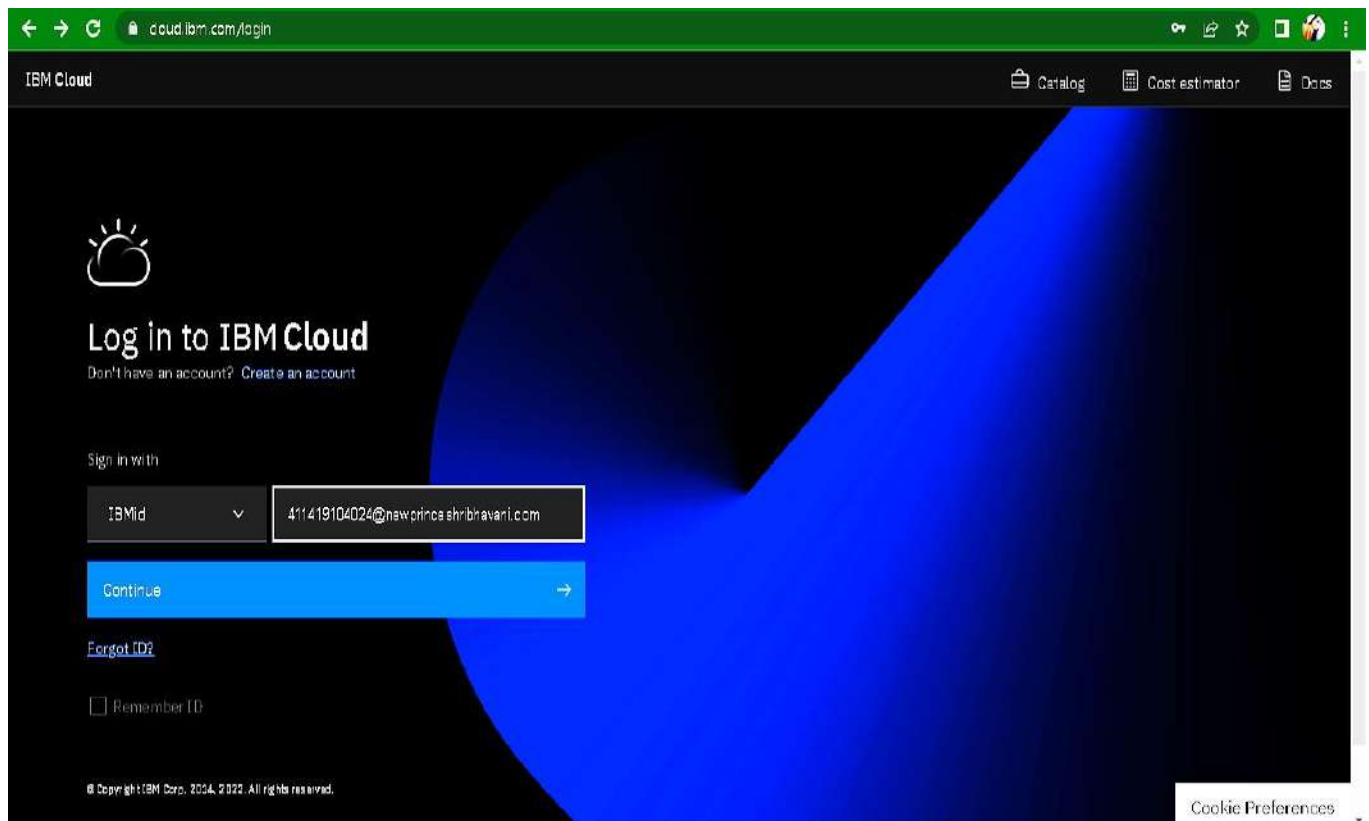 cloud.ibm.com/login
IBM Cloud
Catalog
Cost estimator
Docs
Log in to IBM Cloud
Don't have an account? Create an account
Sign in with
IBMid
411419104024@newprinceshribhavani.com
Continue
Forgot ID?
Remember ID
© Copyright IBM Corp. 2014, 2022. All rights reserved.
Cookie Preferences